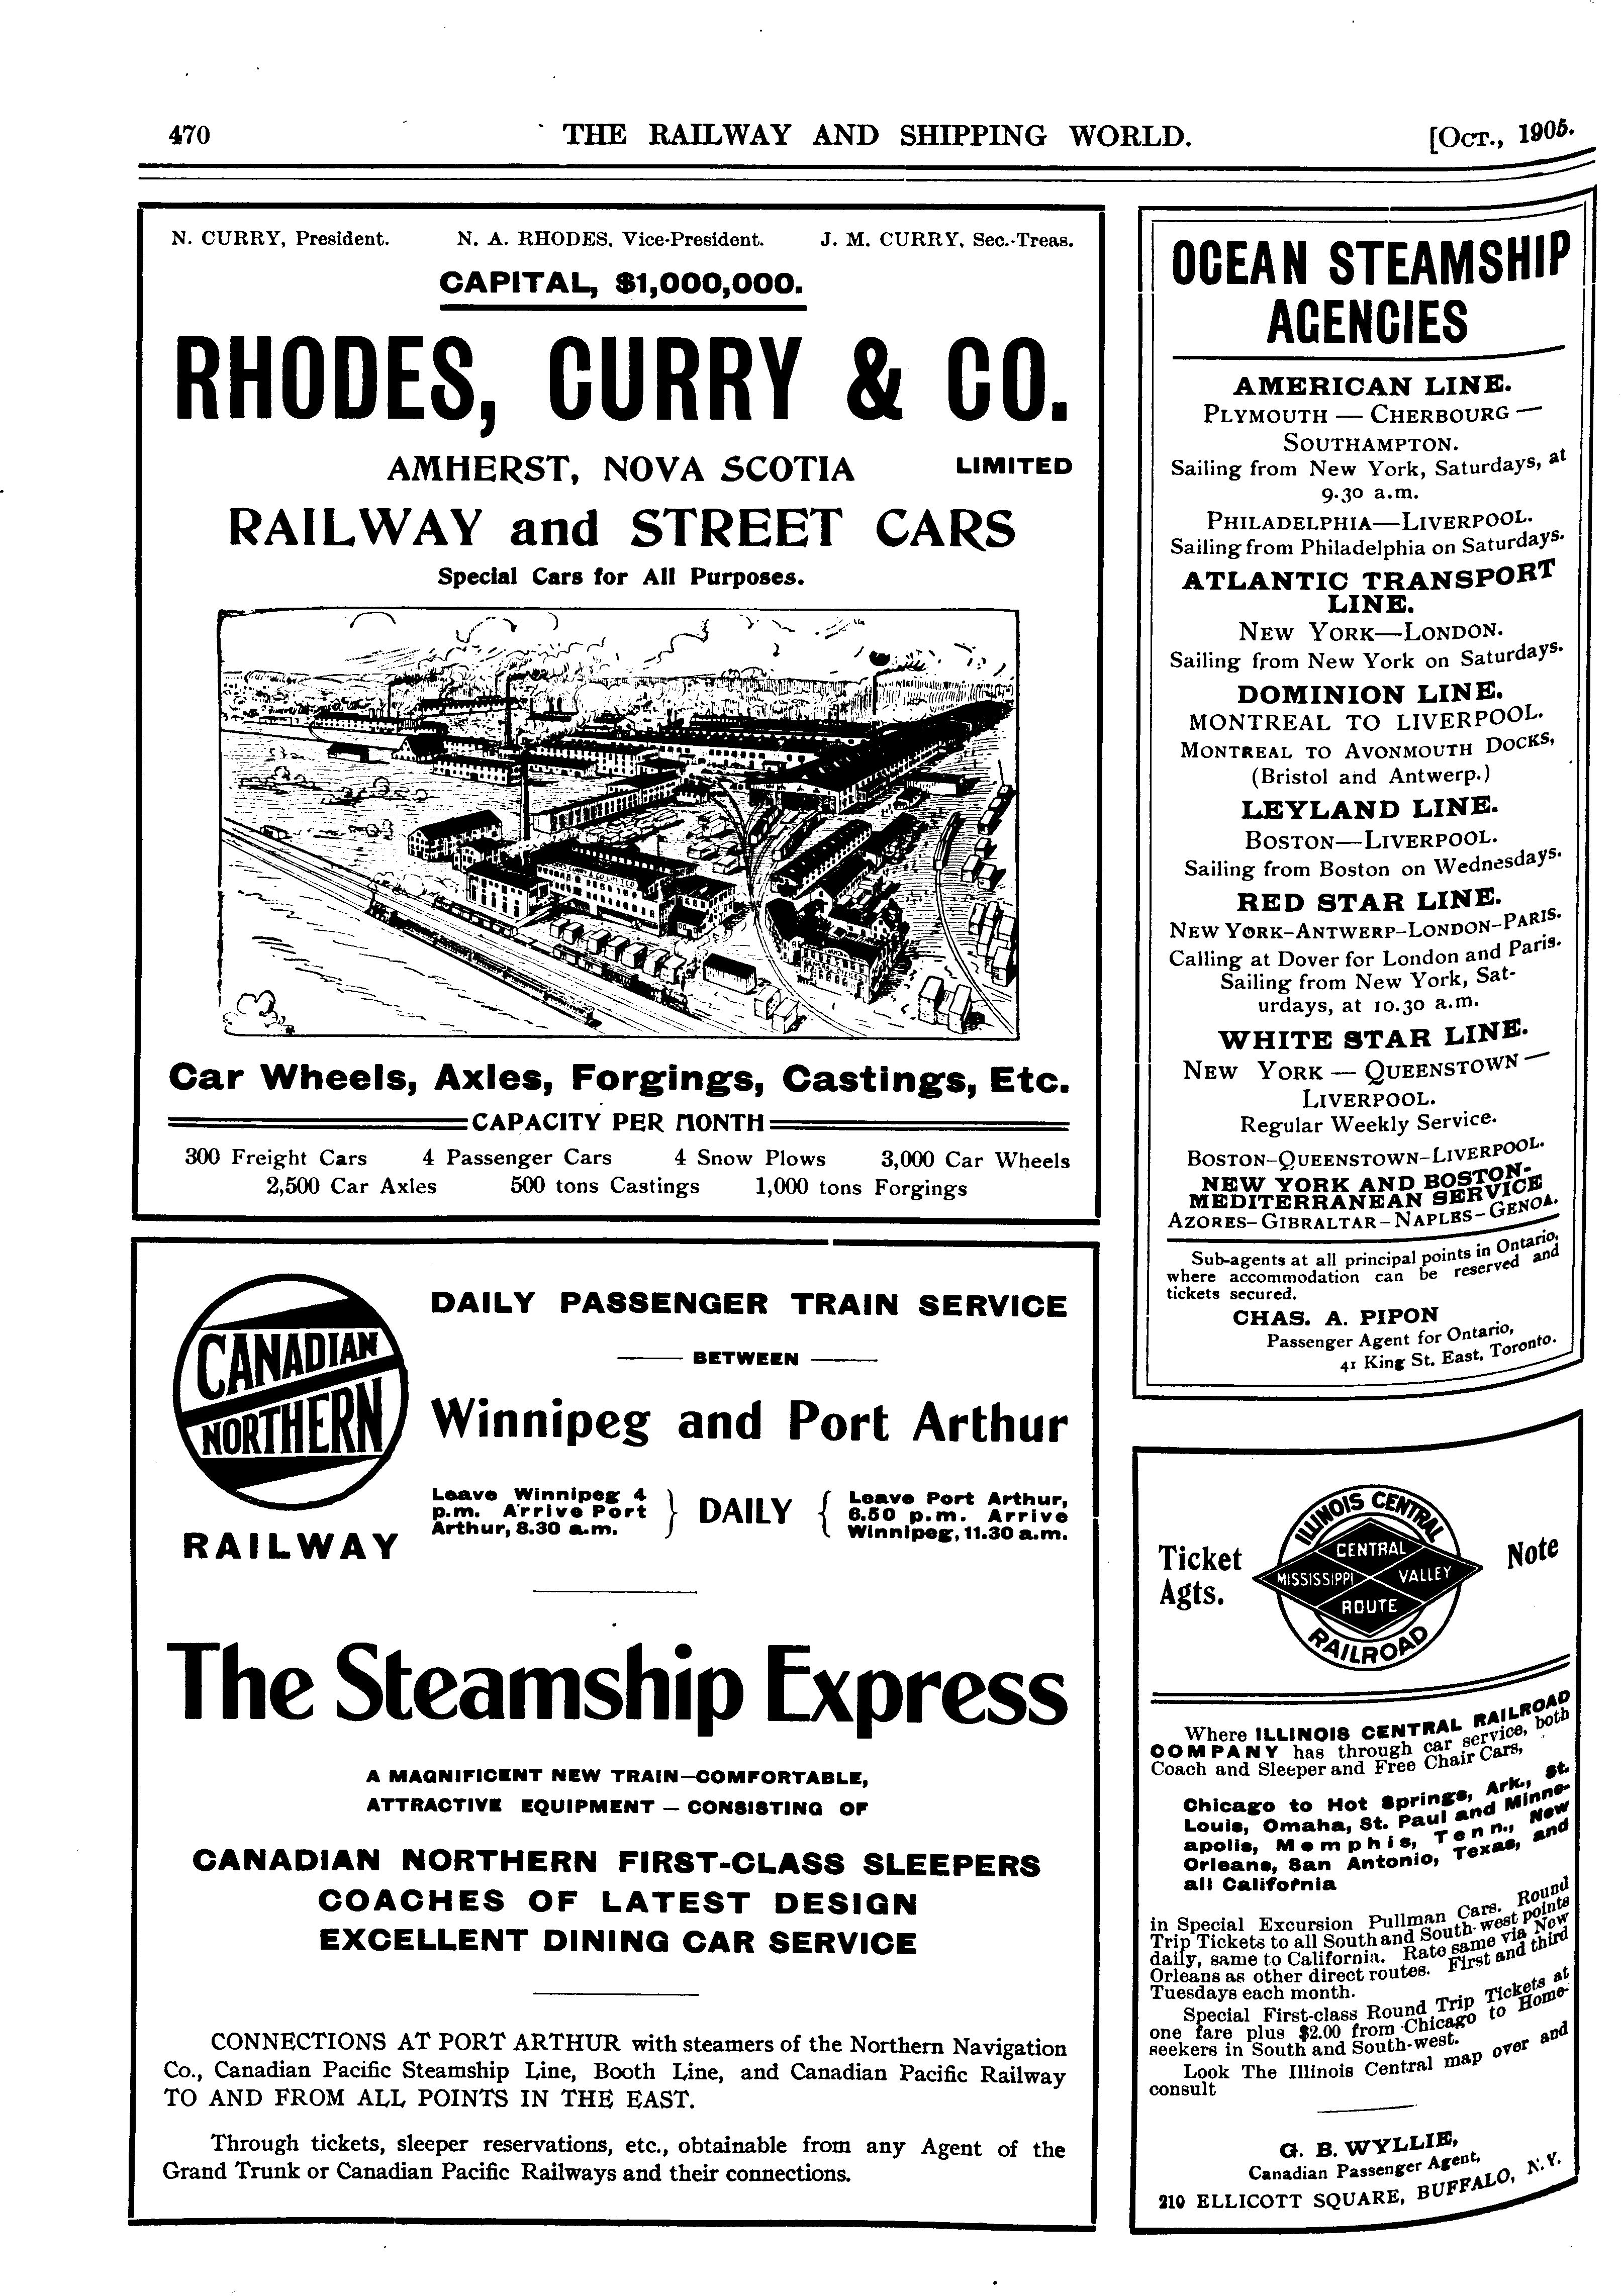 470
THE RAILWAY AND SHIPPING WORLD.
[OCT., 1905.
N. CURRY, President. N. A. RHODES, Vice-President. J. M. CURRY, Sec.-Treas.
CAPITAL, $1,000,000.
RHODES, CURRY & CO.
AMHERST, NOVA SCOTIA LIMITED
RAILWAY and STREET CARS
Special Cars for All Purposes.
Car Wheels, Axles, Forgings, Castings, Etc.
CAPACITY PER MONTH
300 Freight Cars 4 Passenger Cars 4 Snow Plows 3,000 Car Wheels
2,500 Car Axles 500 tons Castings 1,000 tons Forgings
CANADIAN
NORTHERN
RAILWAY
DAILY PASSENGER TRAIN SERVICE
BETWEEN
Winnipeg and Port Arthur
Leave Winnipeg 4
p.m. Arrive Port
Arthur, 8.30 a.m.
DAILY
Leave Port Arthur,
6.50 p.m. Arrive
Winnipeg, 11.30 a.m.
The Steamship Express
A MAGNIFICENT NEW TRAIN—COMFORTABLE,
ATTRACTIVE EQUIPMENT — CONSISTING OF
CANADIAN NORTHERN FIRST-CLASS SLEEPERS
COACHES OF LATEST DESIGN
EXCELLENT DINING CAR SERVICE
CONNECTIONS AT PORT ARTHUR with steamers of the Northern Navigation
Co., Canadian Pacific Steamship Line, Booth Line, and Canadian Pacific Railway
TO AND FROM ALL POINTS IN THE EAST.
Through tickets, sleeper reservations, etc., obtainable from any Agent of the
Grand Trunk or Canadian Pacific Railways and their connections.
OCEAN STEAMSHIP
AGENCIES
AMERICAN LINE.
PLYMOUTH — CHERBOURG —
SOUTHAMPTON.
Sailing from New York, Saturdays, at
9.30 a.m.
PHILADELPHIA—LIVERPOOL.
Sailing from Philadelphia on Saturdays.
ATLANTIC TRANSPORT
LINE.
NEW YORK—LONDON.
Sailing from New York on Saturdays.
DOMINION LINE.
MONTREAL TO LIVERPOOL.
MONTREAL TO AVONMOUTH DOCKS,
(Bristol and Antwerp.)
LEYLAND LINE.
BOSTON—LIVERPOOL.
Sailing from Boston on Wednesdays.
RED STAR LINE.
NEW YORK-ANTWERP-LONDON-PARIS.
Calling at Dover for London and Paris.
Sailing from New York, Sat-
urdays, at 10.30 a.m.
WHITE STAR LINE.
NEW YORK — QUEENSTOWN —
LIVERPOOL.
Regular Weekly Service.
BOSTON-QUEENSTOWN-LIVERPOOL.
NEW YORK AND BOSTON-
MEDITERRANEAN SERVICE
AZORES-GIBRALTAR-NAPLES-GENOA.
Sub-agents at all principal points in Ontario,
where accommodation can be reserved and
tickets secured.
CHAS. A. PIPON
Passenger Agent for Ontario,
41 King St. East, Toronto.
Ticket
Agts.
ILLINOIS CENTRAL
CENTRAL
MISSISSIPPI VALLEY
ROUTE
RAILROAD
Note
Where ILLINOIS CENTRAL RAILROAD
COMPANY has through car service, both
Coach and Sleeper and Free Chair Cars,
Chicago to Hot Springs, Ark., St.
Louis, Omaha, St. Paul and Minne-
apolis, Memphis, Tenn., New
Orleans, San Antonio, Texas, and
all California
in Special Excursion Pullman Cars. Round
Trip Tickets to all South and South-west points
daily, same to California. Rate same via New
Orleans as other direct routes. First and third
Tuesdays each month.
Special First-class Round Trip Tickets at
one fare plus $2.00 from Chicago to Home-
seekers in South and South-west.
Look The Illinois Central map over and
consult
G. B. WYLLIE,
Canadian Passenger Agent,
210 ELLICOTT SQUARE, BUFFALO, N.Y.